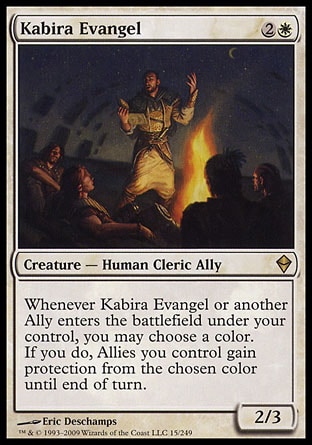 Kabira Evangel 2
Creature — Human Cleric Ally
Whenever Kabira Evangel or another
Ally enters the battlefield under your
control, you may choose a color.
If you do, Allies you control gain
protection from the chosen color
until end of turn.
Eric Deschamps
™ & © 1993–2009 Wizards of the Coast LLC 15/249
2/3